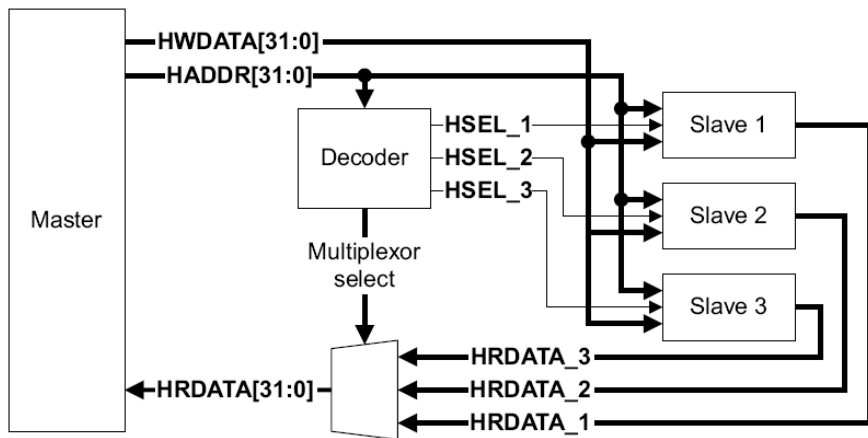 HWDATA[31:0]
HADDR[31:0]
Master
Decoder
HSEL_1
HSEL_2
HSEL_3
Slave 1
Slave 2
Slave 3
Multiplexor
select
HRDATA[31:0]
HRDATA_3
HRDATA_2
HRDATA_1